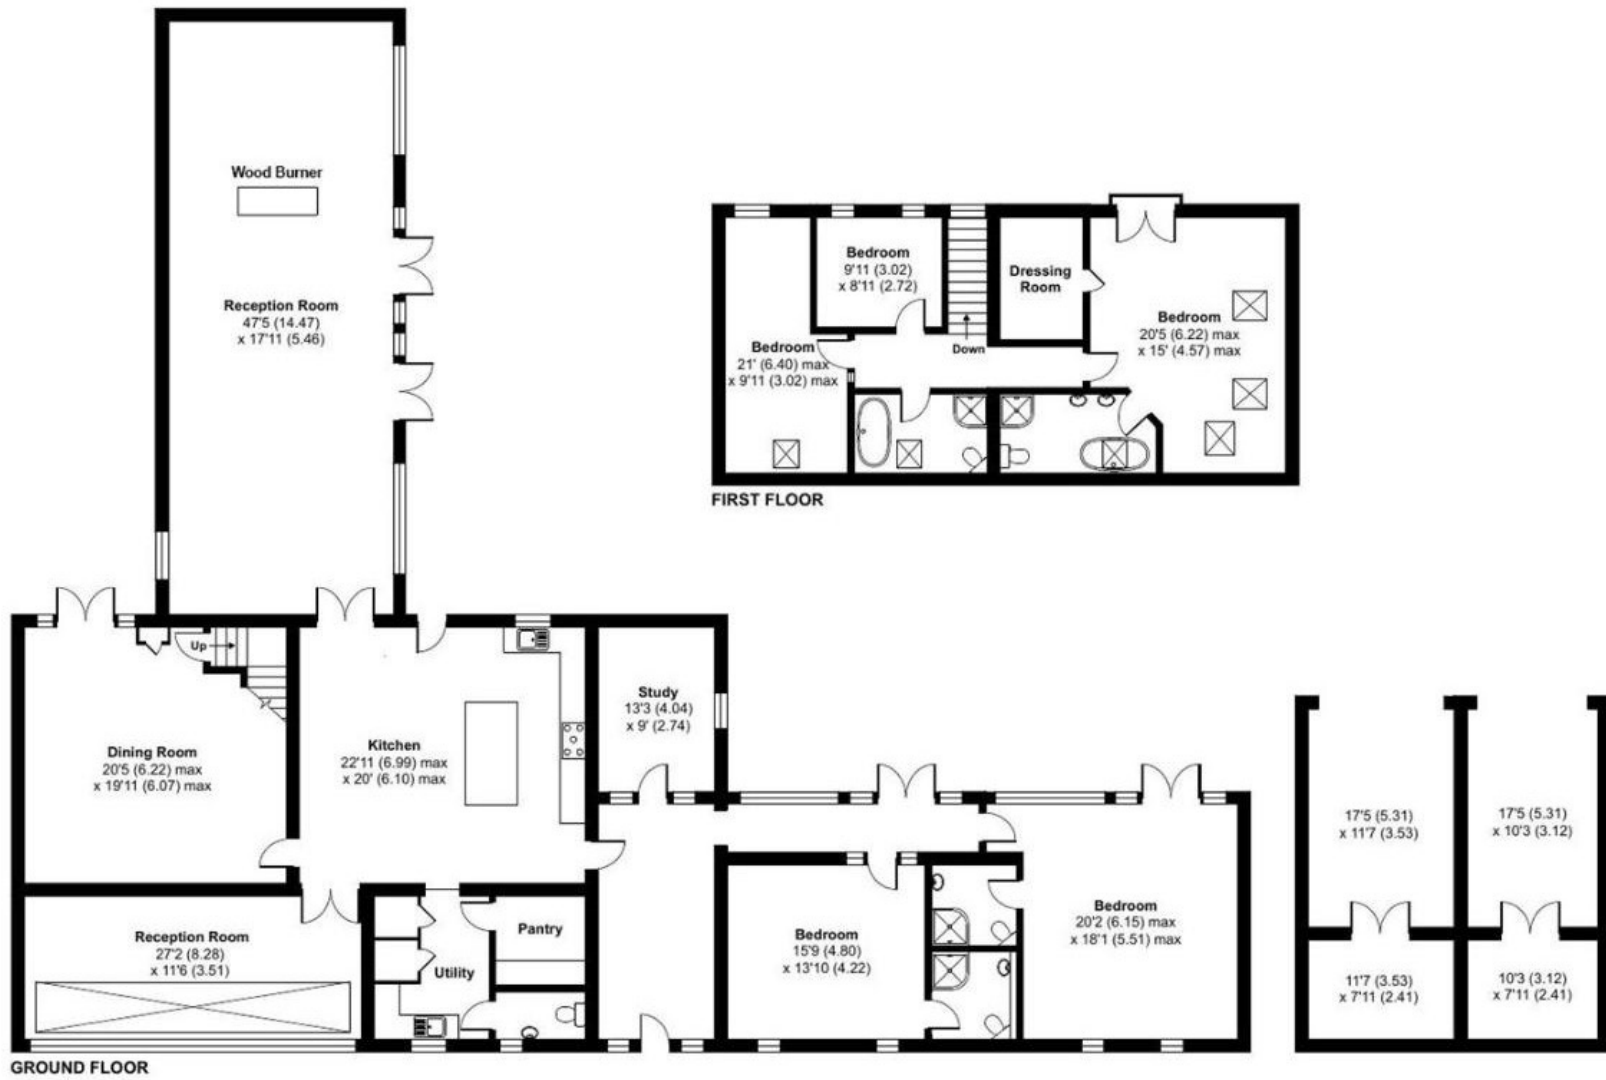 Wood Burner
Reception Room
47'5 (14.47)
x 17'11 (5.46)
Bedroom
9'11 (3.02)
x 8'11 (2.72)
Dressing
Room
Bedroom
20'5 (6.22) max
x 15' (4.57) max
Bedroom
21' (6.40) max
x 9'11 (3.02) max
Down
FIRST FLOOR
Up
Dining Room
20'5 (6.22) max
x 19'11 (6.07) max
Kitchen
22'11 (6.99) max
x 20' (6.10) max
Study
13'3 (4.04)
x 9' (2.74)
Reception Room
27'2 (8.28)
x 11'6 (3.51)
Utility
Pantry
Bedroom
15'9 (4.80)
x 13'10 (4.22)
Bedroom
20'2 (6.15) max
x 18'1 (5.51) max
17'5 (5.31)
x 11'7 (3.53)
17'5 (5.31)
x 10'3 (3.12)
11'7 (3.53)
x 7'11 (2.41)
10'3 (3.12)
x 7'11 (2.41)
GROUND FLOOR